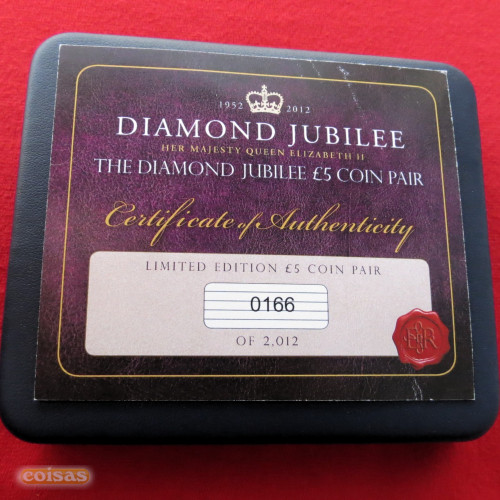 1952 2012
DIAMOND JUBILEE
HER MAJESTY QUEEN ELIZABETH II
THE DIAMOND JUBILEE £5 COIN PAIR
Certificate of Authenticity
LIMITED EDITION £5 COIN PAIR
0166
OF 2,012
EIIR
coisas